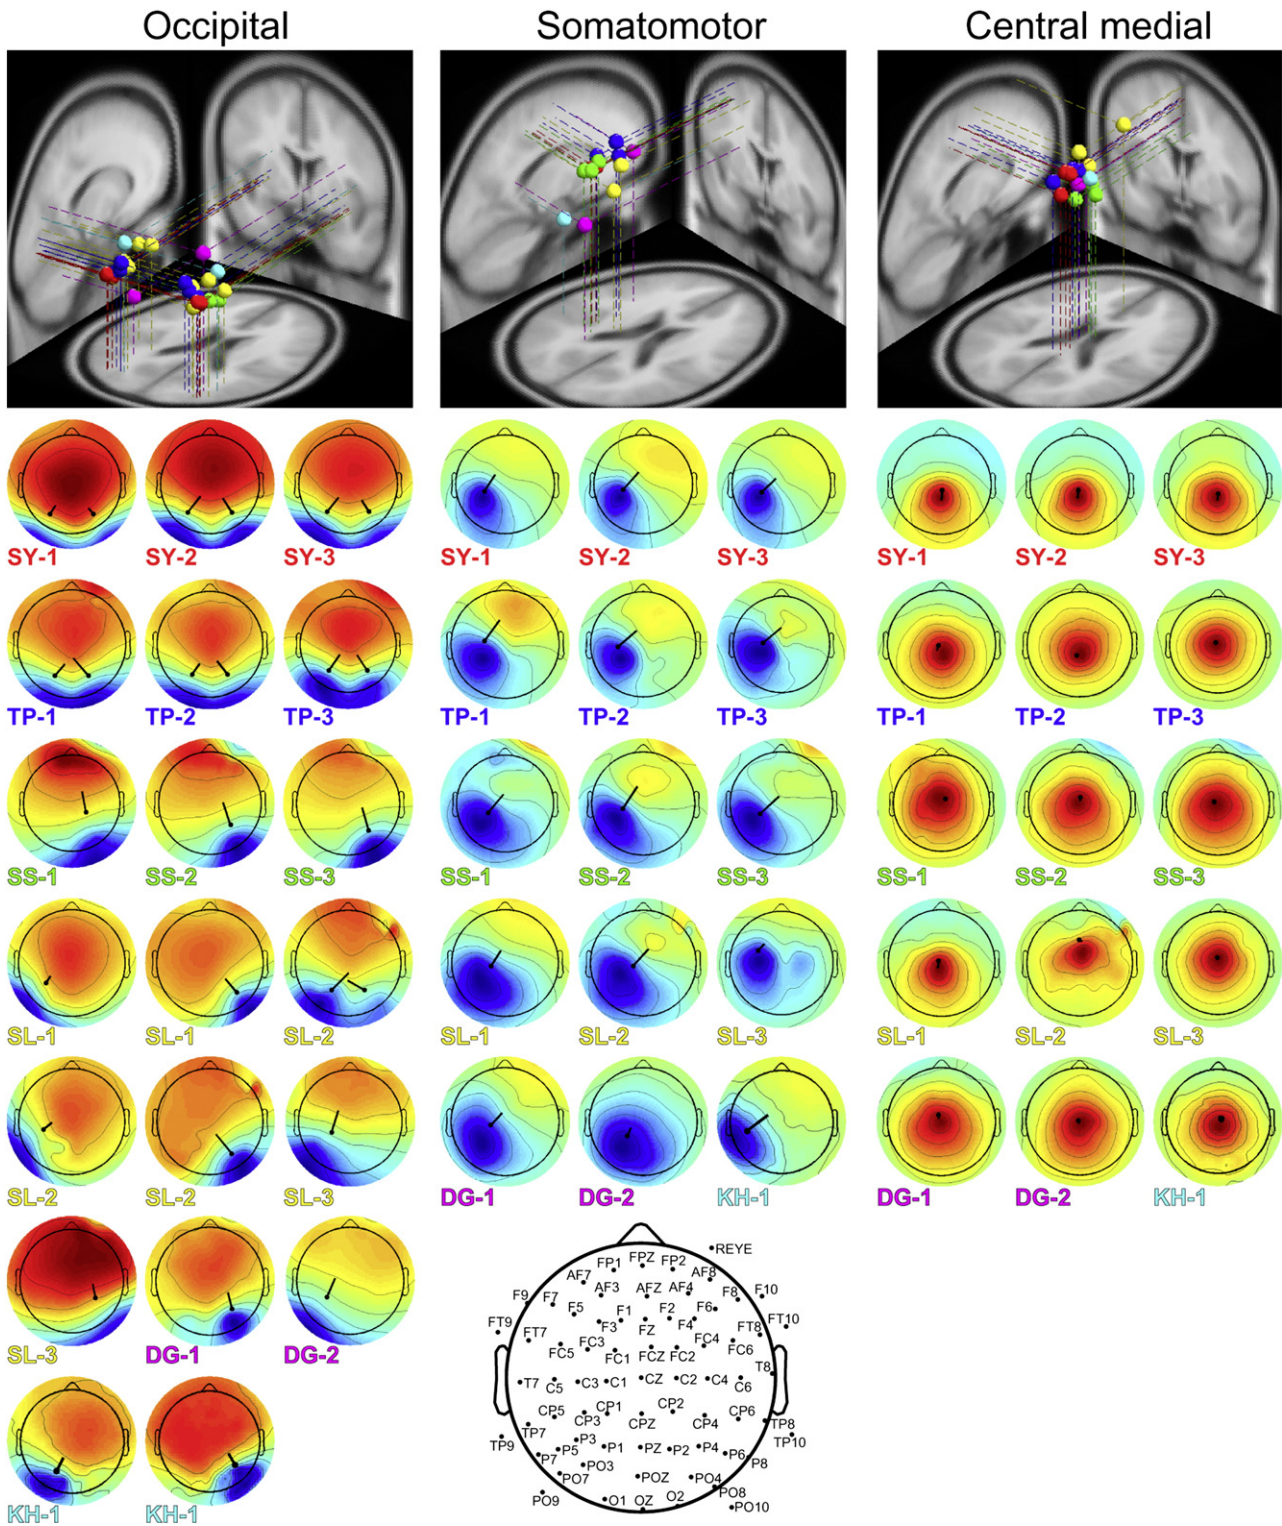 Occipital Somatomotor Central medial
SY-1 SY-2 SY-3 SY-1 SY-2 SY-3 SY-1 SY-2 SY-3
TP-1 TP-2 TP-3 TP-1 TP-2 TP-3 TP-1 TP-2 TP-3
SS-1 SS-2 SS-3 SS-1 SS-2 SS-3 SS-1 SS-2 SS-3
SL-1 SL-1 SL-2 SL-1 SL-2 SL-3 SL-1 SL-2 SL-3
SL-2 SL-2 SL-3 DG-1 DG-2 KH-1 DG-1 DG-2 KH-1
SL-3 DG-1 DG-2
KH-1 KH-1
REYE
FP1 FPZ FP2
AF7 AF3 AFZ AF4 AF8
F9 F7 F5 F3 F1 FZ F2 F4 F6 F8 F10
FT9 FT7 FC5 FC3 FC1 FCZ FC2 FC4 FC6 FT8 FT10
T7 C5 C3 C1 CZ C2 C4 C6 T8
TP9 TP7 CP5 CP3 CP1 CPZ CP2 CP4 CP6 TP8 TP10
P7 P5 P3 P1 PZ P2 P4 P6 P8
PO9 PO7 PO3 POZ PO4 PO8 PO10
O1 OZ O2